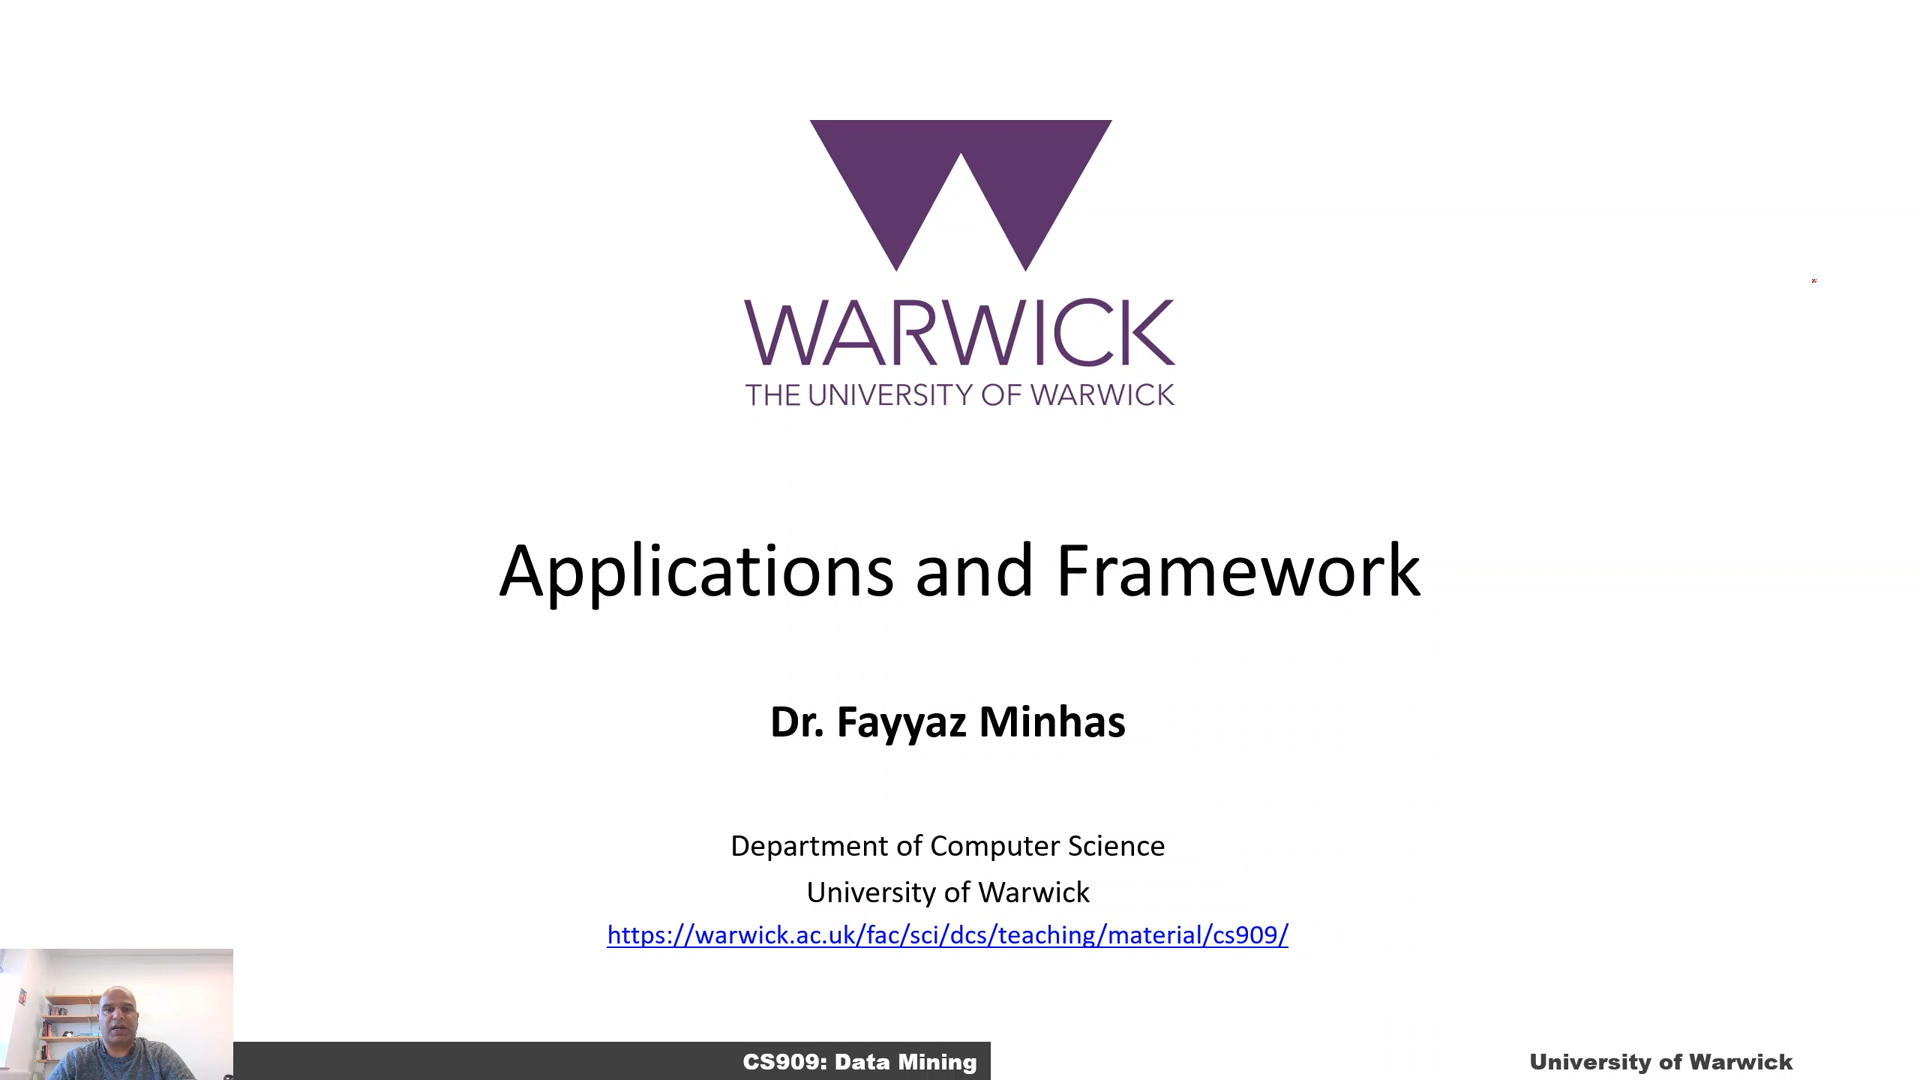 WARWICK
THE UNIVERSITY OF WARWICK
Applications and Framework
Dr. Fayyaz Minhas
Department of Computer Science
University of Warwick
https://warwick.ac.uk/fac/sci/dcs/teaching/material/cs909/
CS909: Data Mining
University of Warwick